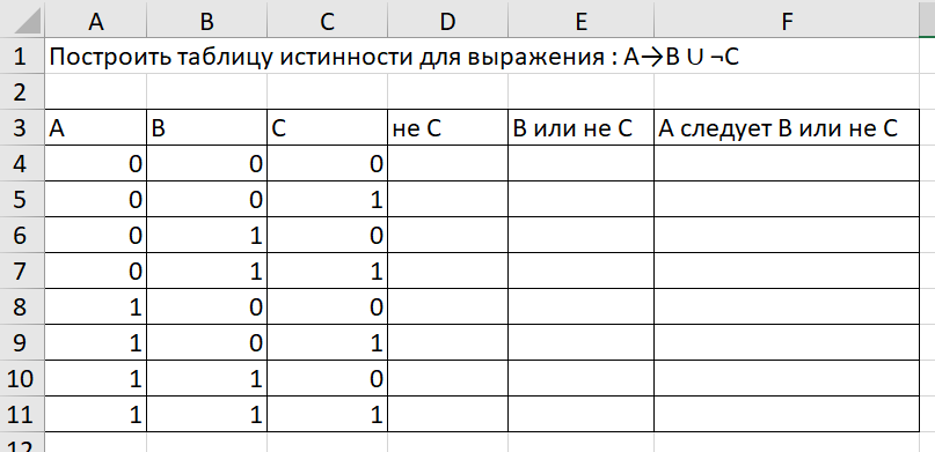 A B C D E F
1 Построить таблицу истинности для выражения : A→B ∪ ¬C
2
3 A B C не C B или не C A следует B или не C
4 0 0 0
5 0 0 1
6 0 1 0
7 0 1 1
8 1 0 0
9 1 0 1
10 1 1 0
11 1 1 1
12